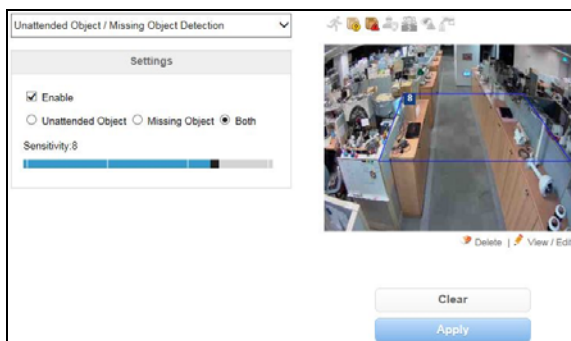 Unattended Object / Missing Object Detection
Settings
Enable
Unattended Object Missing Object Both
Sensitivity:8
8
Delete | View / Edit
Clear
Apply